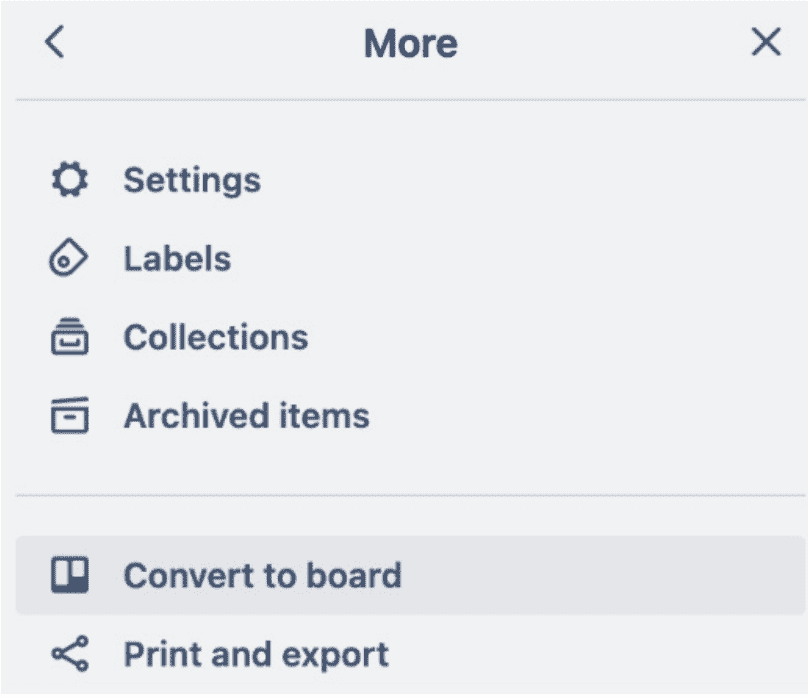 More
Settings
Labels
Collections
Archived items
Convert to board
Print and export